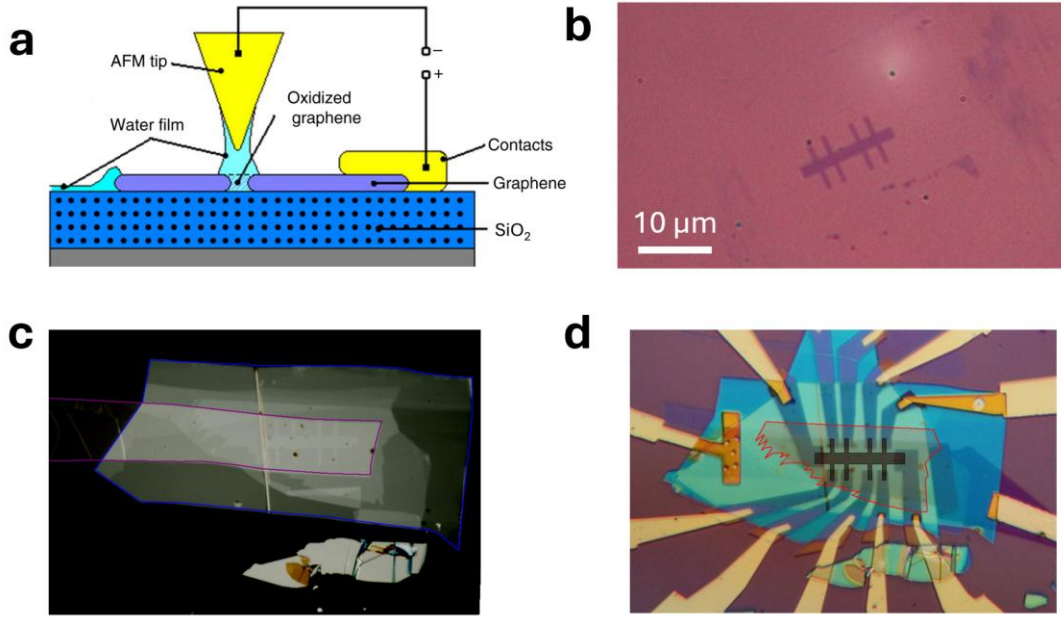 a
AFM tip
−
+
Oxidized
graphene
Water film
Contacts
Graphene
SiO₂
b
10 µm
c
d